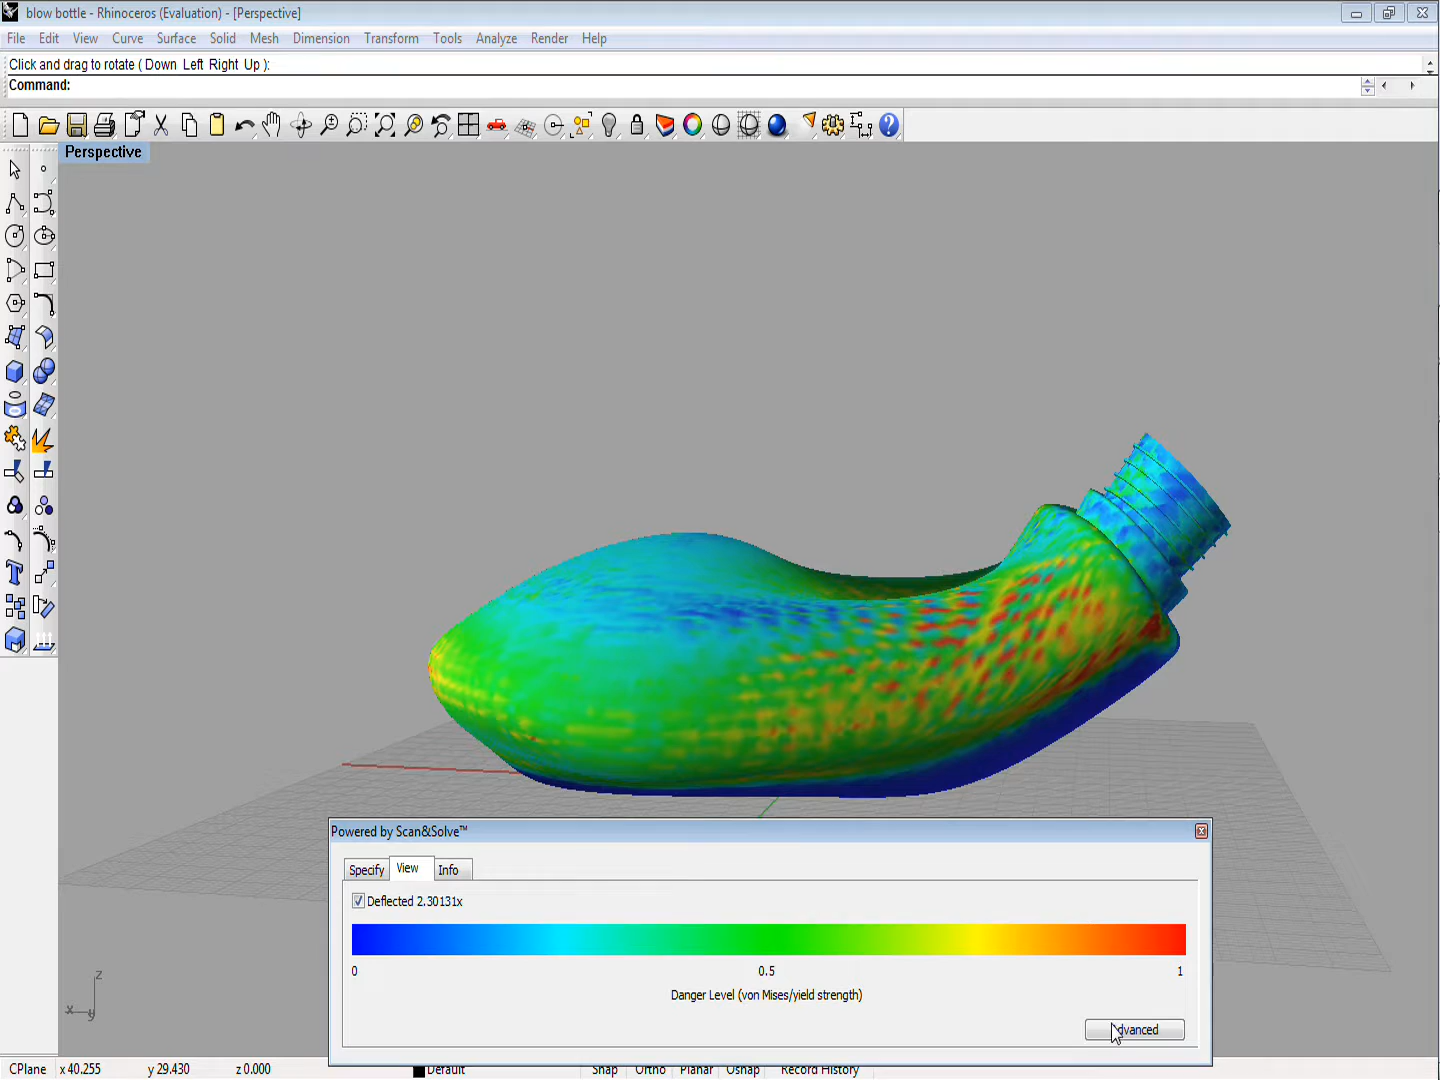 blow bottle - Rhinoceros (Evaluation) - [Perspective]
File Edit View Curve Surface Solid Mesh Dimension Transform Tools Analyze Render Help
Click and drag to rotate ( Down Left Right Up ):
Command:
Perspective
Powered by Scan&Solve™
Specify View Info
Deflected 2.30131x
0 0.5 1
Danger Level (von Mises/yield strength)
z
x
y
CPlane x 40.255 y 29.430 z 0.000 Default Snap Ortho Planar Osnap Record History